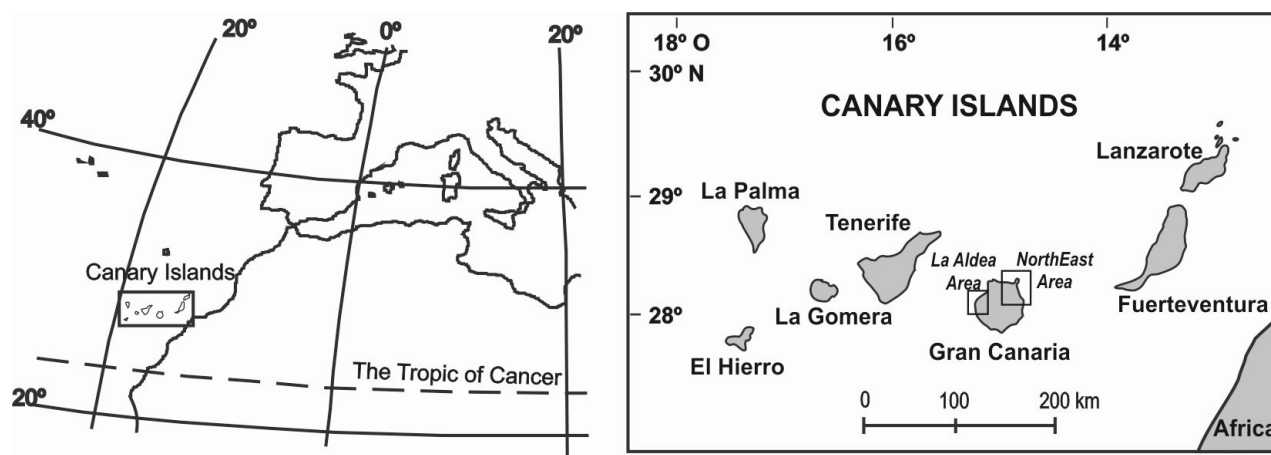 20º
0º
20º
40º
Canary Islands
The Tropic of Cancer
20º
18º O
16º
14º
30º N
CANARY ISLANDS
Lanzarote
29º
La Palma
Tenerife
La Aldea
Area
NorthEast
Area
Fuerteventura
28º
La Gomera
El Hierro
Gran Canaria
0
100
200 km
Africa